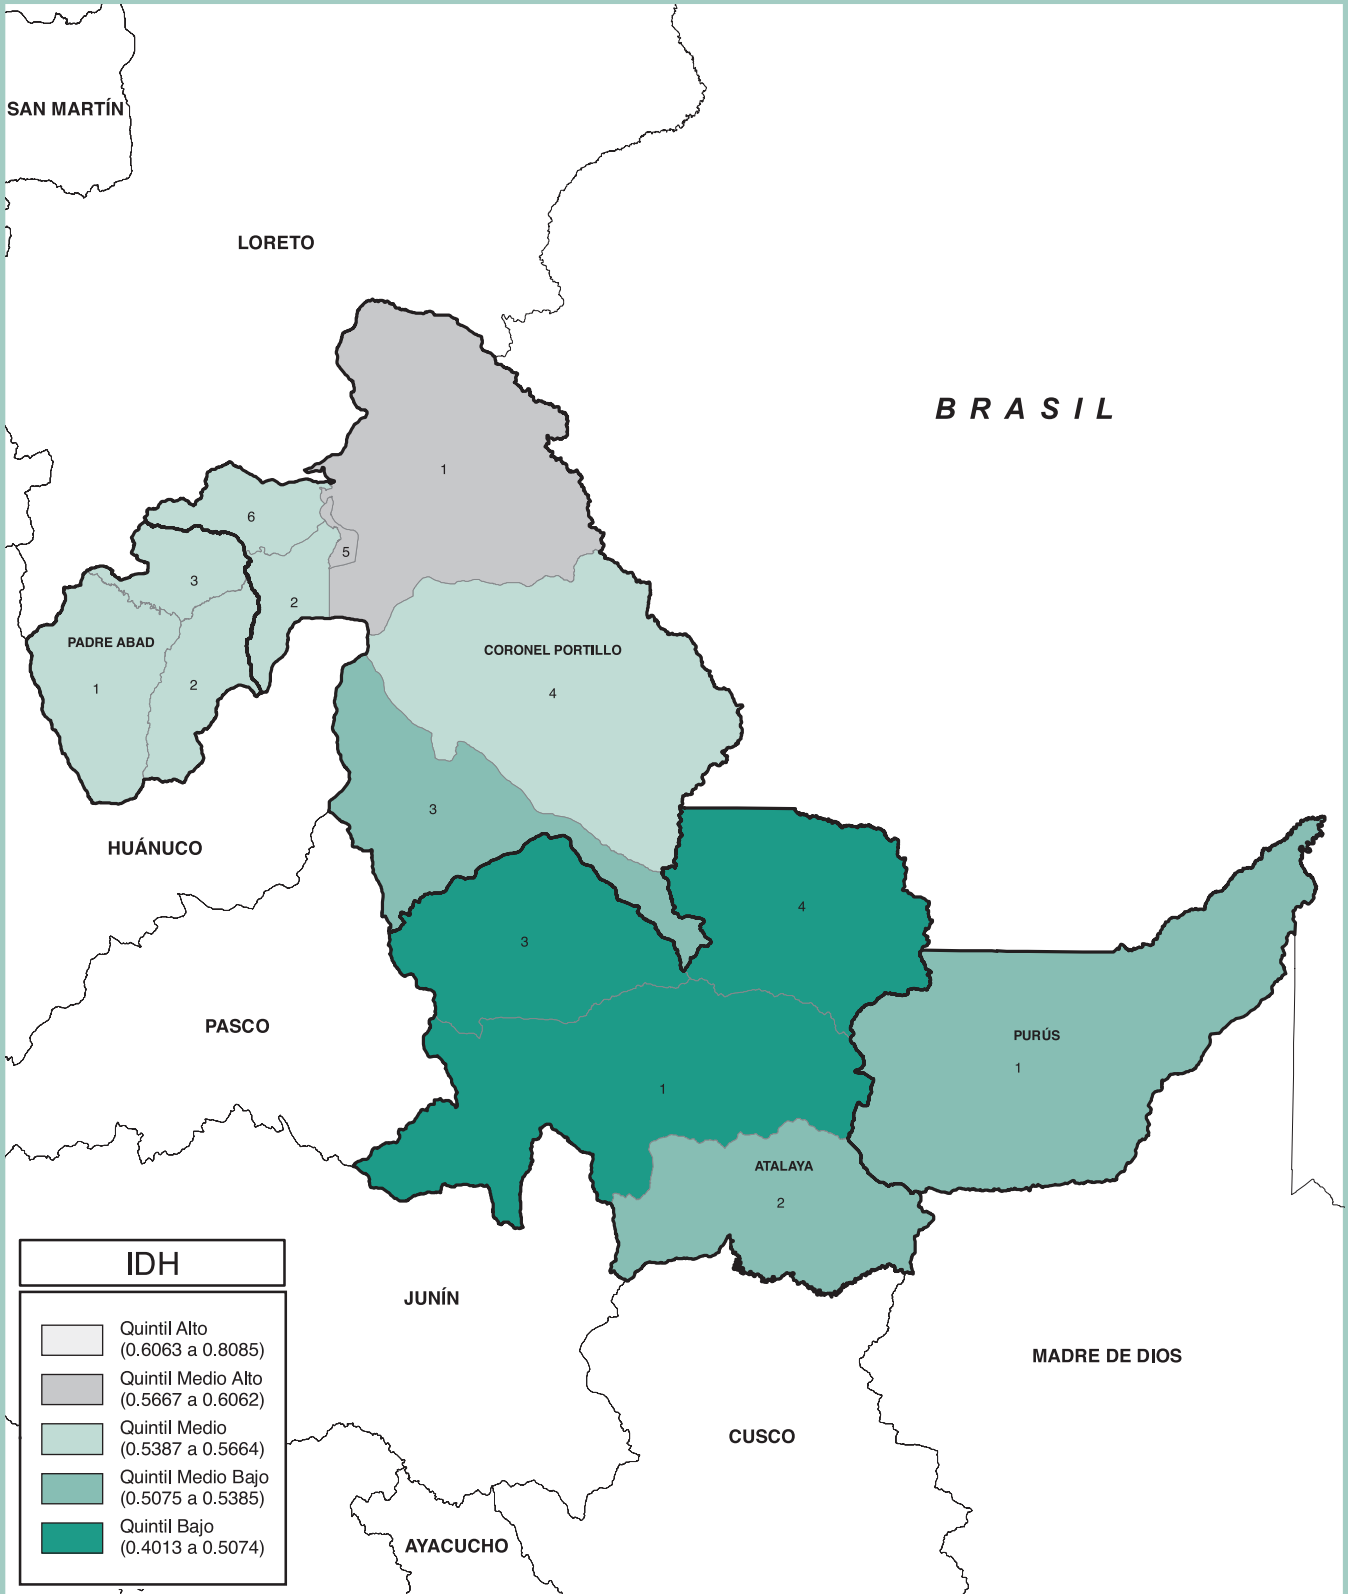 SAN MARTÍN
LORETO
BRASIL
1
6
5
3
2
PADRE ABAD
1
2
CORONEL PORTILLO
4
3
HUÁNUCO
4
3
PASCO
PURÚS
1
1
ATALAYA
2
IDH
JUNÍN
Quintil Alto
(0.6063 a 0.8085)
Quintil Medio Alto
(0.5667 a 0.6062)
Quintil Medio
(0.5387 a 0.5664)
Quintil Medio Bajo
(0.5075 a 0.5385)
Quintil Bajo
(0.4013 a 0.5074)
MADRE DE DIOS
CUSCO
AYACUCHO